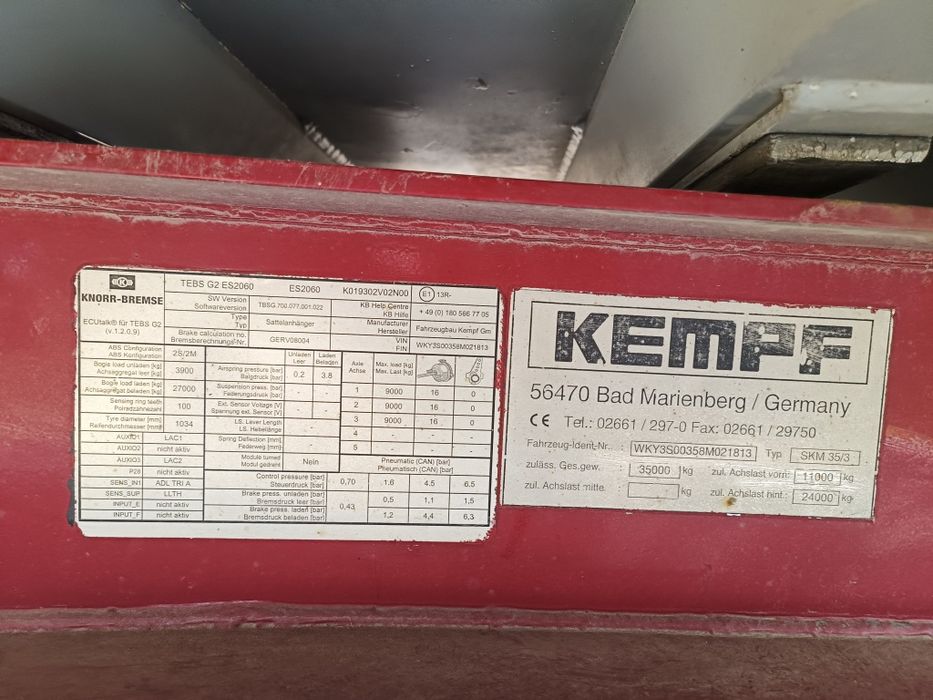 KNORR-BREMSE
ECUtalk® für TEBS G2
(v.1.2.0.9)
TEBS G2 ES2060 ES2060 K019302V02N00 E1 13R-
SW Version
Softwareversion
TBSG.700.077.001.022
KB Help Centre
KB Hilfe
+ 49 (0) 180 566 77 05
Type
Typ
Sattelanhänger
Manufacturer
Hersteller
Fahrzeugbau Kempf Gm
Brake calculation no.
Bremsberechnungs-Nr.
GERV08004
VIN
FIN
WKY3S00358M021813
ABS Configuration
ABS Konfiguration
2S/2M
Bogie load unladen [kg]
Achsaggregat leer [kg]
3900
Bogie load laden [kg]
Achsaggregat beladen [kg]
27000
Sensing ring teeth
Polradzahnezahl
100
Tyre diameter [mm]
Reifendurchmesser [mm]
1034
AUXIO1 LAC1
AUXIO2 nicht aktiv
AUXIO3 LAC2
P28 nicht aktiv
SENS_IN1 ADL TRI A
SENS_SUP LLTH
INPUT_E nicht aktiv
INPUT_F nicht aktiv
Unladen
Leer
Laden
Beladen
Airspring pressure [bar]
Balgdruck [bar]
0.2 3.8
Suspension press. [bar]
Federungsdruck [bar]
Ext. Sensor Voltage [V]
Spannung ext. Sensor [V]
LS. Lever Length
LS. Hebellänge
Spring Deflection [mm]
Federweg [mm]
Module turned
Modul gedreht
Nein
Axle
Achse
Max. load [kg]
Max. Last [kg]
1 9000 16 0
2 9000 16 0
3 9000 16 0
4 - - -
5 - - -
Pneumatic (CAN) [bar]
Pneumatisch (CAN) [bar]
Control pressure [bar]
Steuerdruck [bar]
0,70 1.6 4.5 6.5
Brake press. unladen [bar]
Bremsdruck leer [bar]
0,43
0,5 1,1 1,5
Brake press. laden [bar]
Bremsdruck beladen [bar]
1,2 4,4 6,3
KEMPF
56470 Bad Marienberg / Germany
CE Tel.: 02661 / 297-0 Fax: 02661 / 29750
Fahrzeug-Ident.-Nr. WKY3S00358M021813 Typ SKM 35/3
zuläss. Ges.gew. 35000 kg zul. Achslast vorn: 11000 kg
zul. Achslast mitte kg zul. Achslast hint.: 24000 kg